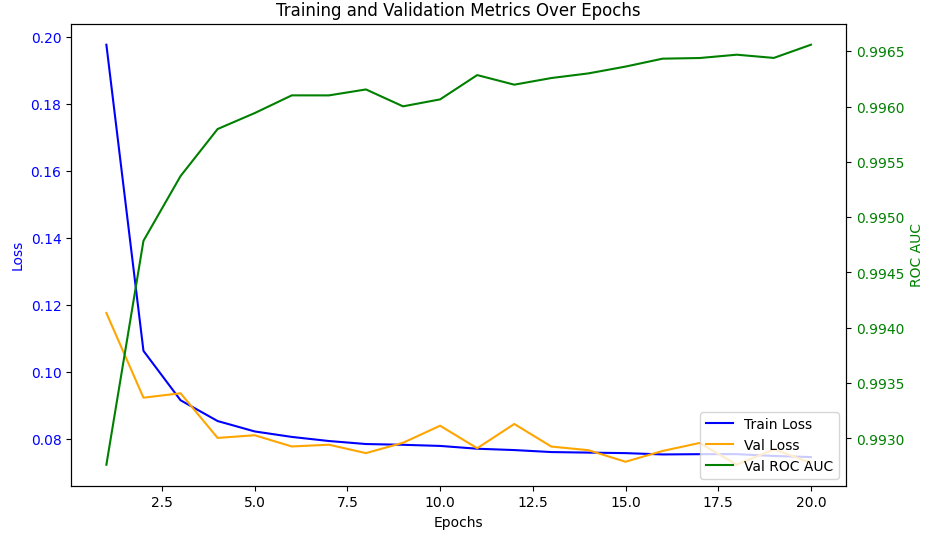 Training and Validation Metrics Over Epochs
0.20
0.18
0.16
0.14
0.12
0.10
0.08
Loss
0.9965
0.9960
0.9955
0.9950
0.9945
0.9940
0.9935
0.9930
ROC AUC
Train Loss
Val Loss
Val ROC AUC
2.5 5.0 7.5 10.0 12.5 15.0 17.5 20.0
Epochs